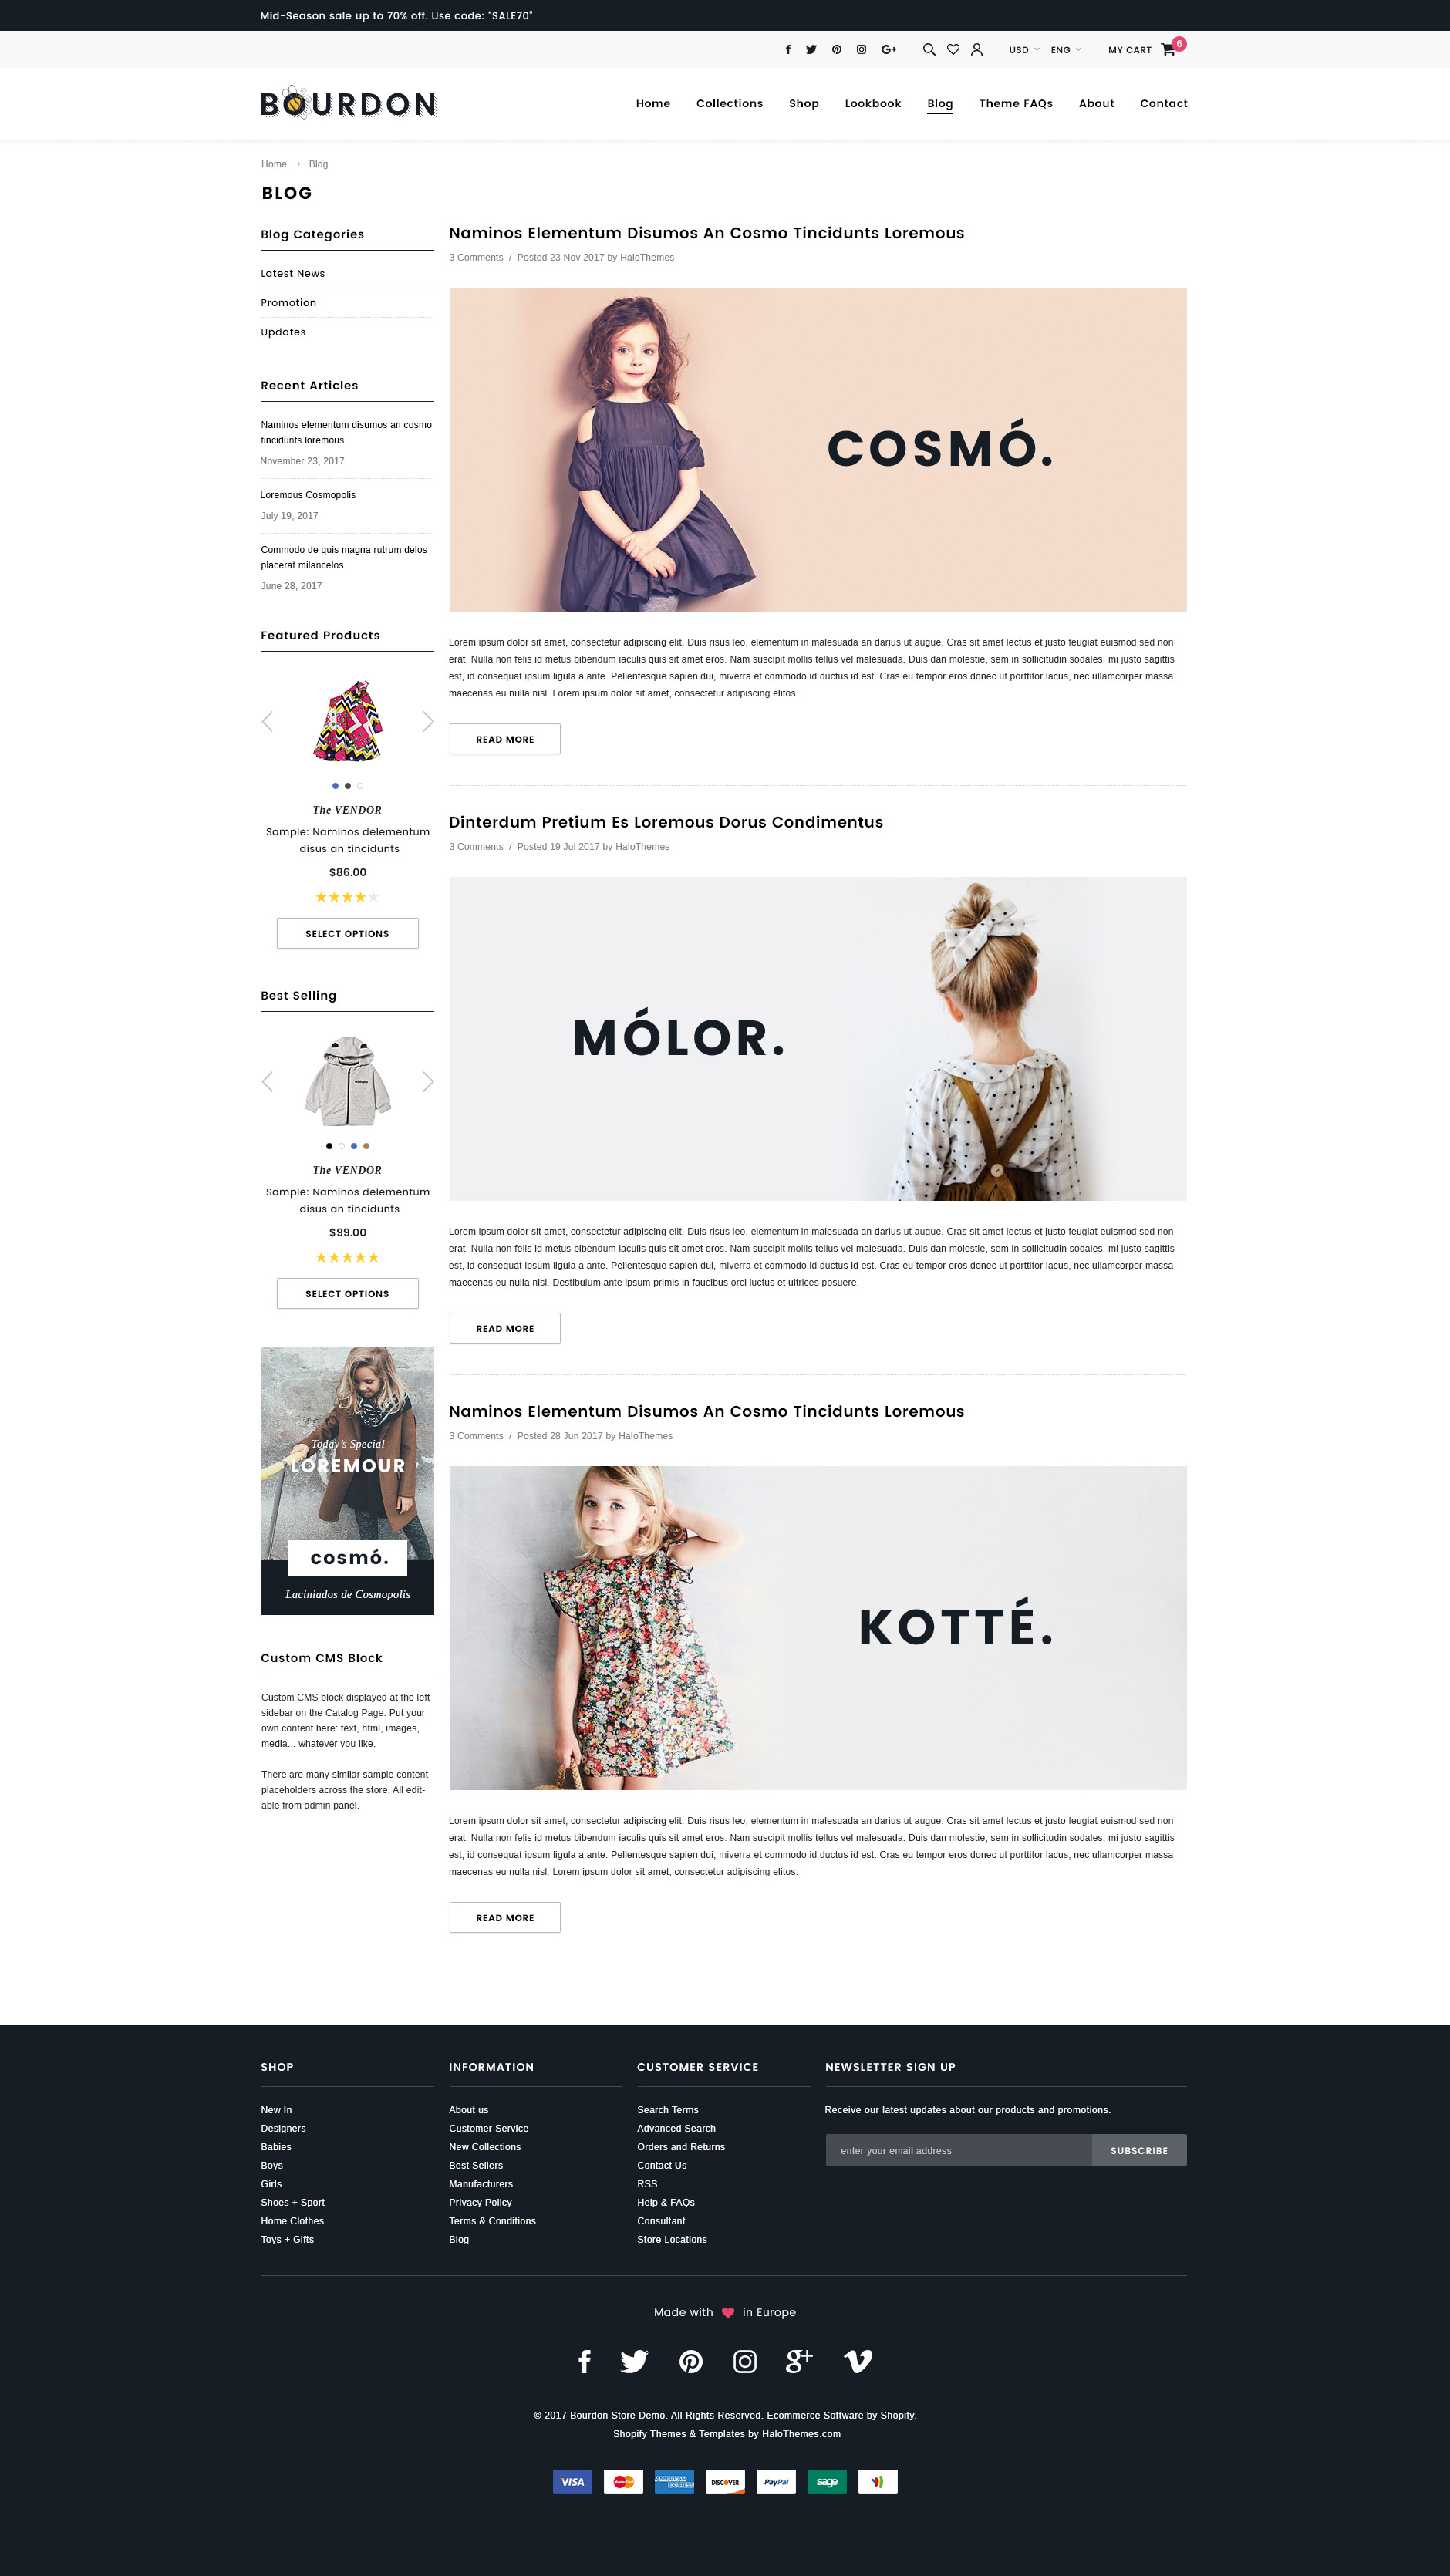 Mid-Season sale up to 70% off. Use code: "SALE70"
USD ENG MY CART 6
BOURDON
Home Collections Shop Lookbook Blog Theme FAQs About Contact
Home > Blog
BLOG
Blog Categories
Latest News
Promotion
Updates
Recent Articles
Naminos elementum disumos an cosmo
tincidunts loremous
November 23, 2017
Loremous Cosmopolis
July 19, 2017
Commodo de quis magna rutrum delos
placerat milancelos
June 28, 2017
Featured Products
The VENDOR
Sample: Naminos delementum
disus an tincidunts
$86.00
SELECT OPTIONS
Best Selling
The VENDOR
Sample: Naminos delementum
disus an tincidunts
$99.00
SELECT OPTIONS
Today's Special
LOREMOUR
cosmó.
Laciniados de Cosmopolis
Custom CMS Block
Custom CMS block displayed at the left
sidebar on the Catalog Page. Put your
own content here: text, html, images,
media... whatever you like.
There are many similar sample content
placeholders across the store. All edit-
able from admin panel.
Naminos Elementum Disumos An Cosmo Tincidunts Loremous
3 Comments / Posted 23 Nov 2017 by HaloThemes
COSMÓ.
Lorem ipsum dolor sit amet, consectetur adipiscing elit. Duis risus leo, elementum in malesuada an darius ut augue. Cras sit amet lectus et justo feugiat euismod sed non
erat. Nulla non felis id metus bibendum iaculis quis sit amet eros. Nam suscipit mollis tellus vel malesuada. Duis dan molestie, sem in sollicitudin sodales, mi justo sagittis
est, id consequat ipsum ligula a ante. Pellentesque sapien dui, miverra et commodo id ductus id est. Cras eu tempor eros donec ut porttitor lacus, nec ullamcorper massa
maecenas eu nulla nisl. Lorem ipsum dolor sit amet, consectetur adipiscing elitos.
READ MORE
Dinterdum Pretium Es Loremous Dorus Condimentus
3 Comments / Posted 19 Jul 2017 by HaloThemes
MÓLOR.
Lorem ipsum dolor sit amet, consectetur adipiscing elit. Duis risus leo, elementum in malesuada an darius ut augue. Cras sit amet lectus et justo feugiat euismod sed non
erat. Nulla non felis id metus bibendum iaculis quis sit amet eros. Nam suscipit mollis tellus vel malesuada. Duis dan molestie, sem in sollicitudin sodales, mi justo sagittis
est, id consequat ipsum ligula a ante. Pellentesque sapien dui, miverra et commodo id ductus id est. Cras eu tempor eros donec ut porttitor lacus, nec ullamcorper massa
maecenas eu nulla nisl. Destibulum ante ipsum primis in faucibus orci luctus et ultrices posuere.
READ MORE
Naminos Elementum Disumos An Cosmo Tincidunts Loremous
3 Comments / Posted 28 Jun 2017 by HaloThemes
KOTTÉ.
Lorem ipsum dolor sit amet, consectetur adipiscing elit. Duis risus leo, elementum in malesuada an darius ut augue. Cras sit amet lectus et justo feugiat euismod sed non
erat. Nulla non felis id metus bibendum iaculis quis sit amet eros. Nam suscipit mollis tellus vel malesuada. Duis dan molestie, sem in sollicitudin sodales, mi justo sagittis
est, id consequat ipsum ligula a ante. Pellentesque sapien dui, miverra et commodo id ductus id est. Cras eu tempor eros donec ut porttitor lacus, nec ullamcorper massa
maecenas eu nulla nisl. Lorem ipsum dolor sit amet, consectetur adipiscing elitos.
READ MORE
SHOP
New In
Designers
Babies
Boys
Girls
Shoes + Sport
Home Clothes
Toys + Gifts
INFORMATION
About us
Customer Service
New Collections
Best Sellers
Manufacturers
Privacy Policy
Terms & Conditions
Blog
CUSTOMER SERVICE
Search Terms
Advanced Search
Orders and Returns
Contact Us
RSS
Help & FAQs
Consultant
Store Locations
NEWSLETTER SIGN UP
Receive our latest updates about our products and promotions.
enter your email address SUBSCRIBE
Made with in Europe
© 2017 Bourdon Store Demo. All Rights Reserved. Ecommerce Software by Shopify.
Shopify Themes & Templates by HaloThemes.com
VISA MasterCard AMERICAN EXPRESS DISCOVER PayPal sage